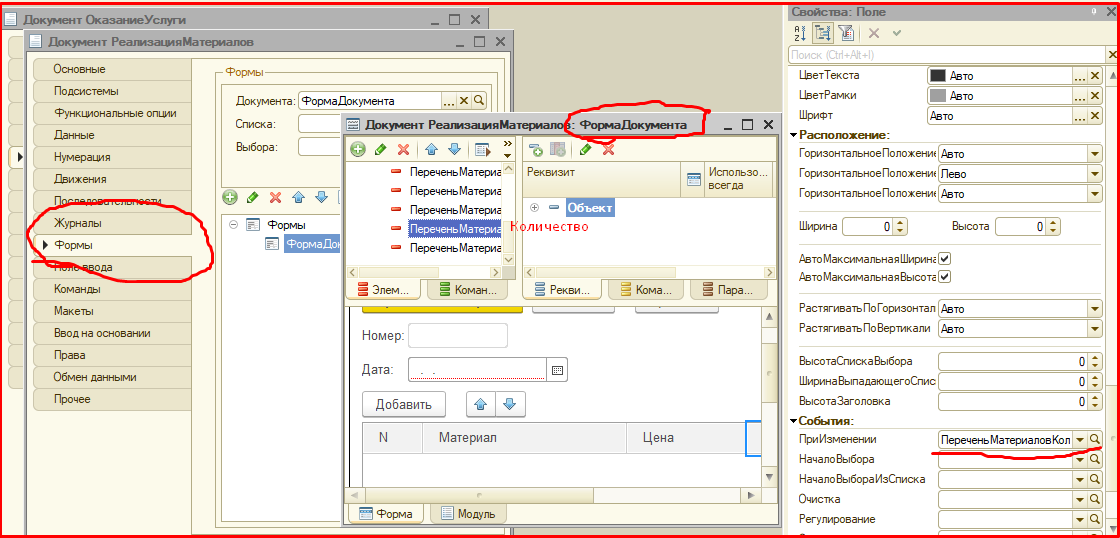 Документ ОказаниеУслуги
Документ РеализацияМатериалов
Основные
Подсистемы
Функциональные опции
Данные
Нумерация
Движения
Последовательности
Журналы
Формы
Поле ввода
Команды
Макеты
Ввод на основании
Права
Обмен данными
Прочее
Формы
Документа: ФормаДокумента
Списка:
Выбора:
Формы
ФормаДо
Документ РеализацияМатериалов: ФормаДокумента
ПереченьМатериа
ПереченьМатериа
ПереченьМатериа
ПереченьМатериа Количество
ПереченьМатериа
Элем...
Коман...
Реквизит
Использо... всегда
Объект
Рекви...
Кома...
Пара...
Номер:
Дата: . .
Добавить
N Материал Цена
Форма
Модуль
Свойства: Поле
Поиск (Ctrl+Alt+I)
ЦветТекста Авто
ЦветРамки Авто
Шрифт Авто
Расположение:
ГоризонтальноеПоложение Авто
ГоризонтальноеПоложение Лево
ГоризонтальноеПоложение Авто
Ширина 0 Высота 0
АвтоМаксимальнаяШирина
АвтоМаксимальнаяВысота
РастягиватьПоГоризонтал Авто
РастягиватьПоВертикали Авто
ВысотаСпискаВыбора 0
ШиринаВыпадающегоСпис 0
ВысотаЗаголовка 0
События:
ПриИзменении ПереченьМатериаловКол
НачалоВыбора
НачалоВыбораИзСписка
Очистка
Регулирование